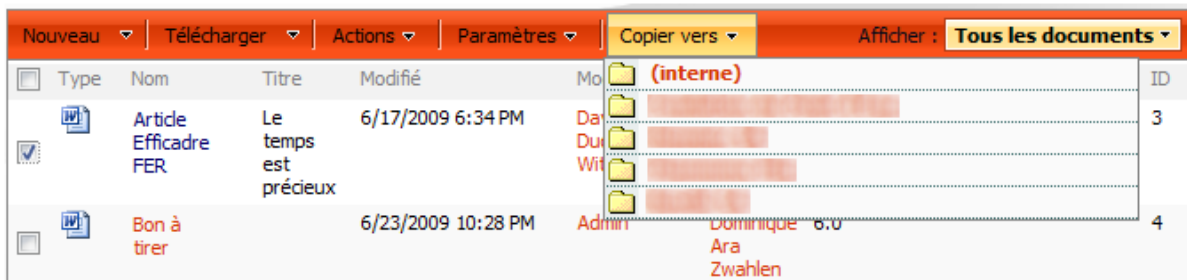 Nouveau Télécharger Actions Paramètres Copier vers Afficher : Tous les documents
Type Nom Titre Modifié ID
(interne)
Article Le 6/17/2009 6:34 PM 3
Efficadre temps
FER est
précieux
Bon à 6/23/2009 10:28 PM Admin Dominique 6.0 4
tirer Ara
Zwahlen